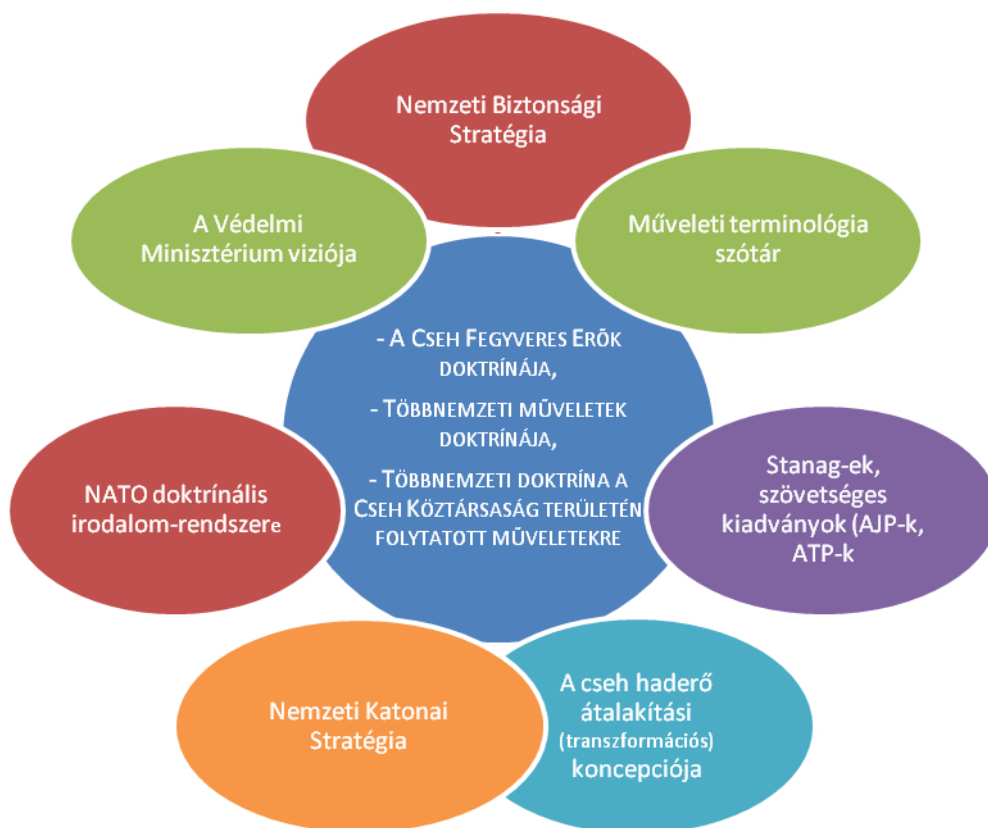 Nemzeti Biztonsági
Stratégia
A Védelmi
Minisztérium viziója
Műveleti terminológia
szótár
- A Cseh Fegyveres Erők
doktrínája,
- Többnemzeti műveletek
doktrínája,
- Többnemzeti doktrína a
Cseh Köztársaság területén
folytatott műveletekre
NATO doktrínális
irodalom-rendszere
Stanag-ek,
szövetséges
kiadványok (AJP-k,
ATP-k
Nemzeti Katonai
Stratégia
A cseh haderő
átalakítási
(transzformációs)
koncepciója